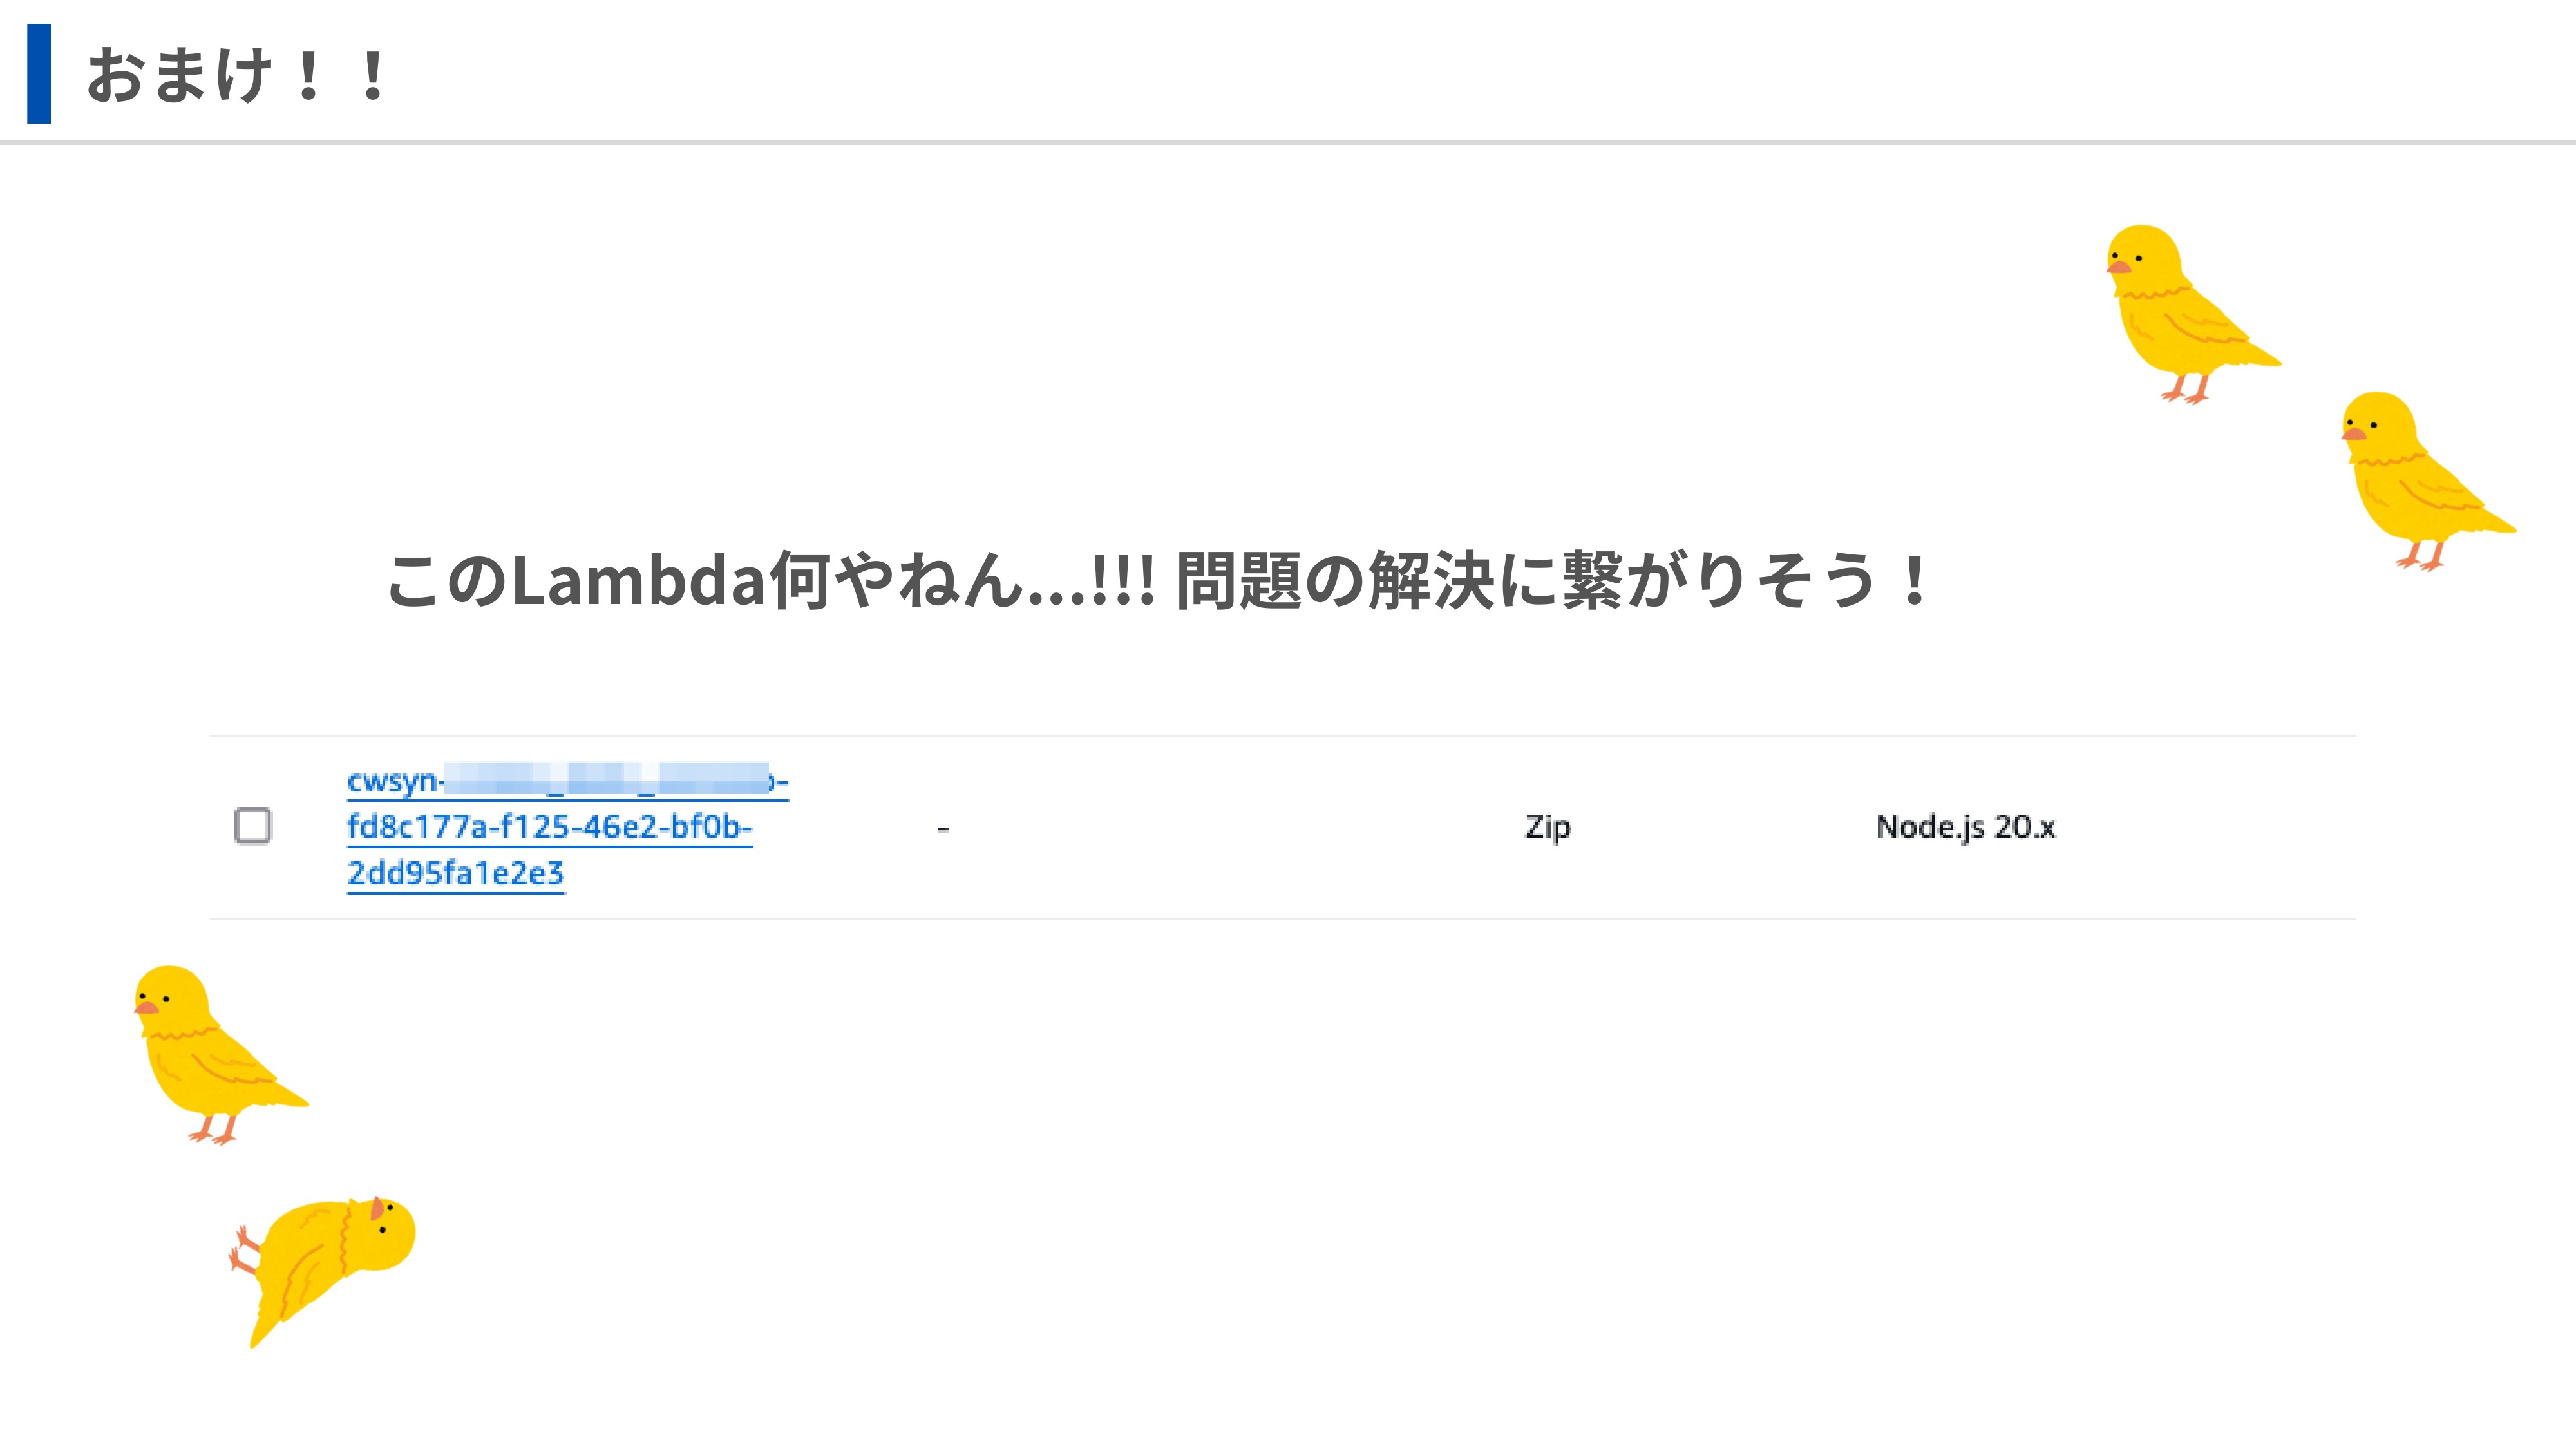 おまけ！！
このLambda何やねん...!!! 問題の解決に繋がりそう！
cwsyn-
fd8c177a-f125-46e2-bf0b-
2dd95fa1e2e3
-
Zip
Node.js 20.x